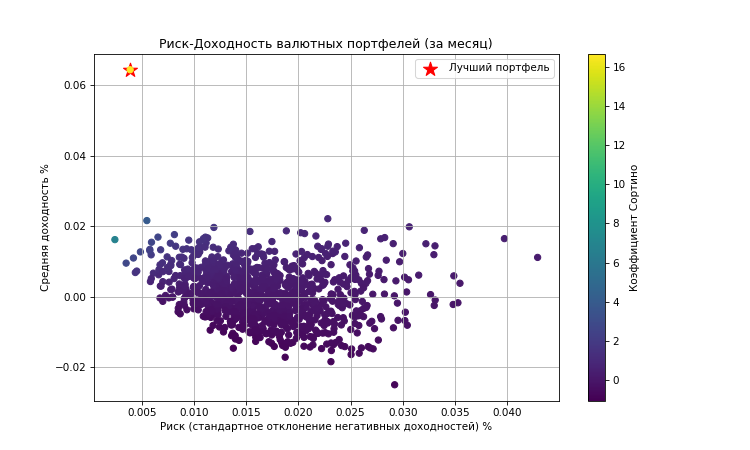 Риск-Доходность валютных портфелей (за месяц)
Лучший портфель
Средняя доходность %
0.06
0.04
0.02
0.00
−0.02
0.005 0.010 0.015 0.020 0.025 0.030 0.035 0.040
Риск (стандартное отклонение негативных доходностей) %
16
14
12
10
8
6
4
2
0
Коэффициент Сортино